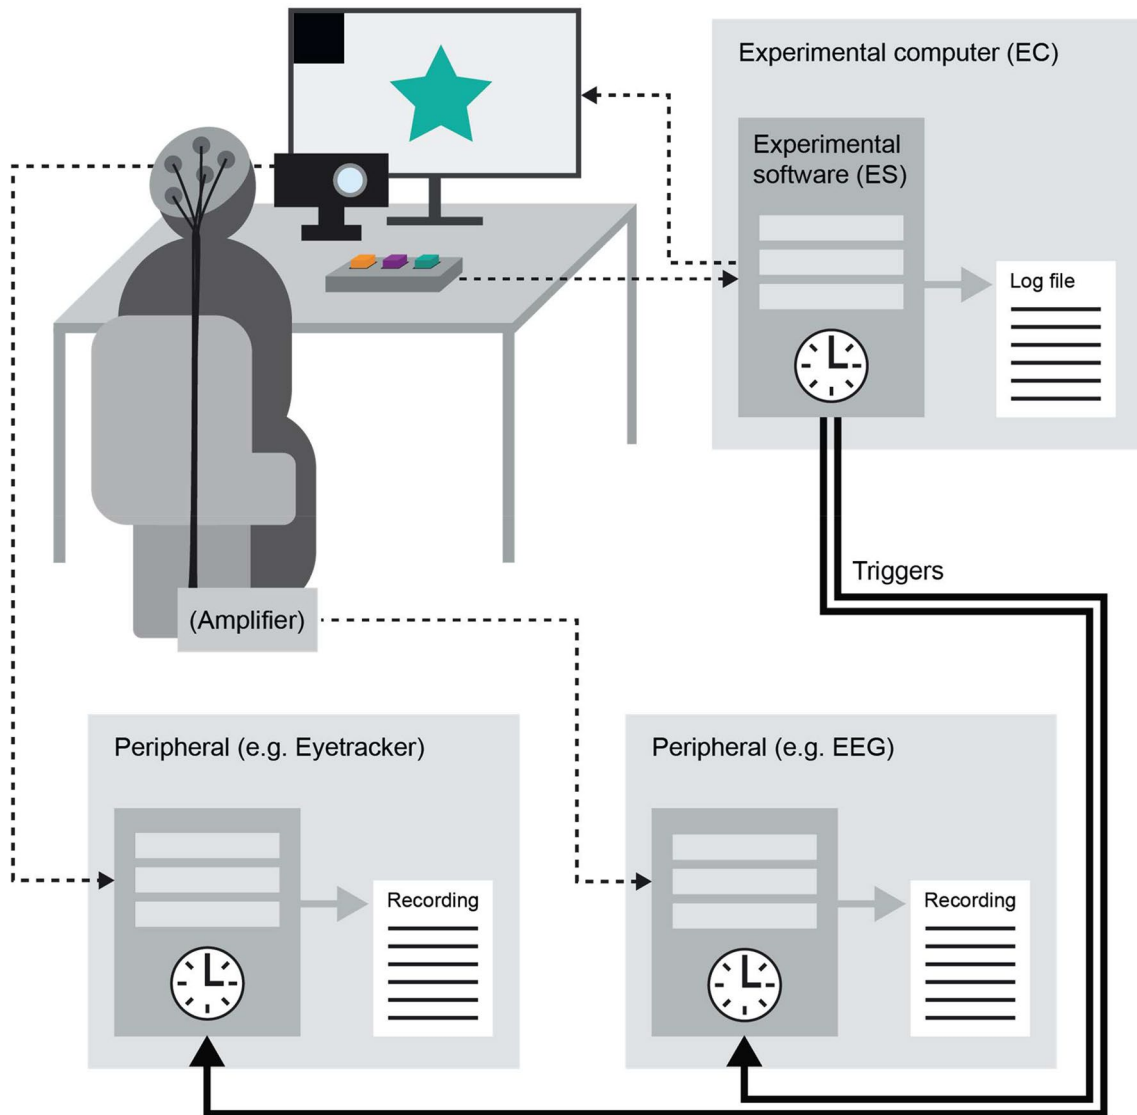 Experimental computer (EC)
Experimental
software (ES)
Log file
Triggers
(Amplifier)
Peripheral (e.g. Eyetracker)
Recording
Peripheral (e.g. EEG)
Recording